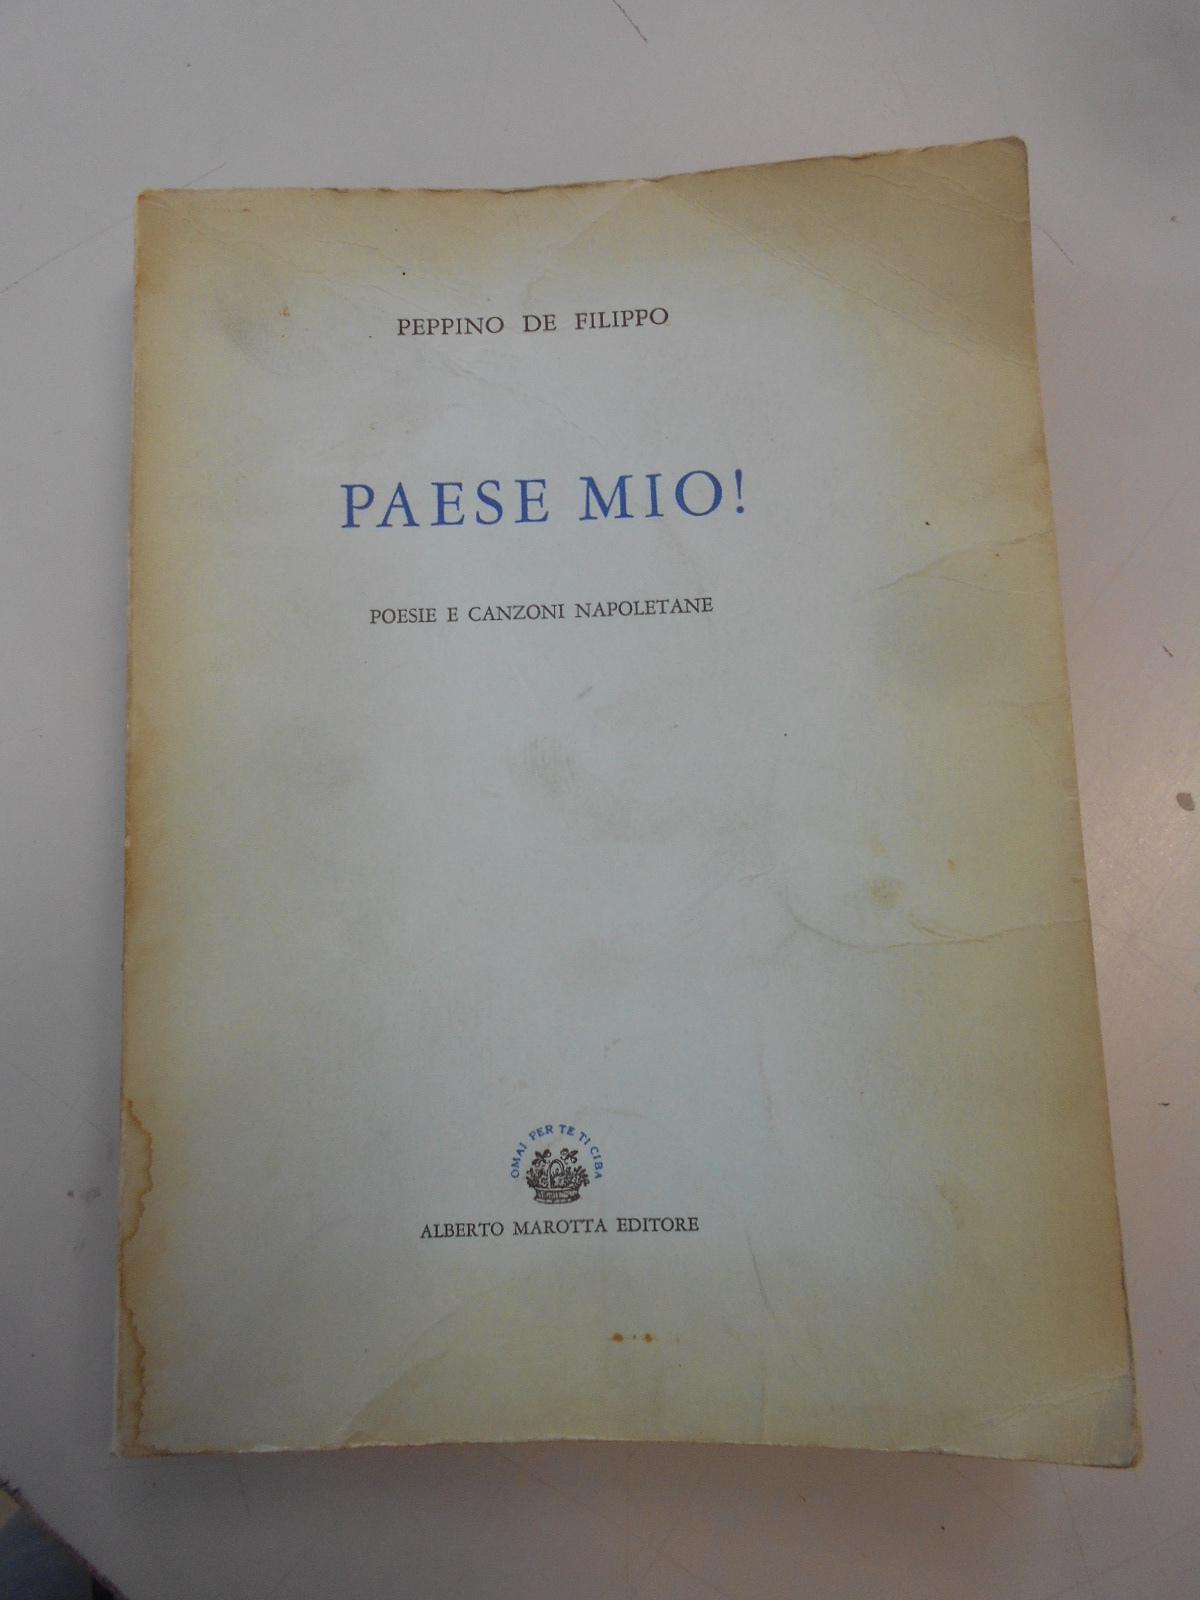 PEPPINO DE FILIPPO
PAESE MIO!
POESIE E CANZONI NAPOLETANE
OMAI PER TE TI CIBA
ALBERTO MAROTTA EDITORE